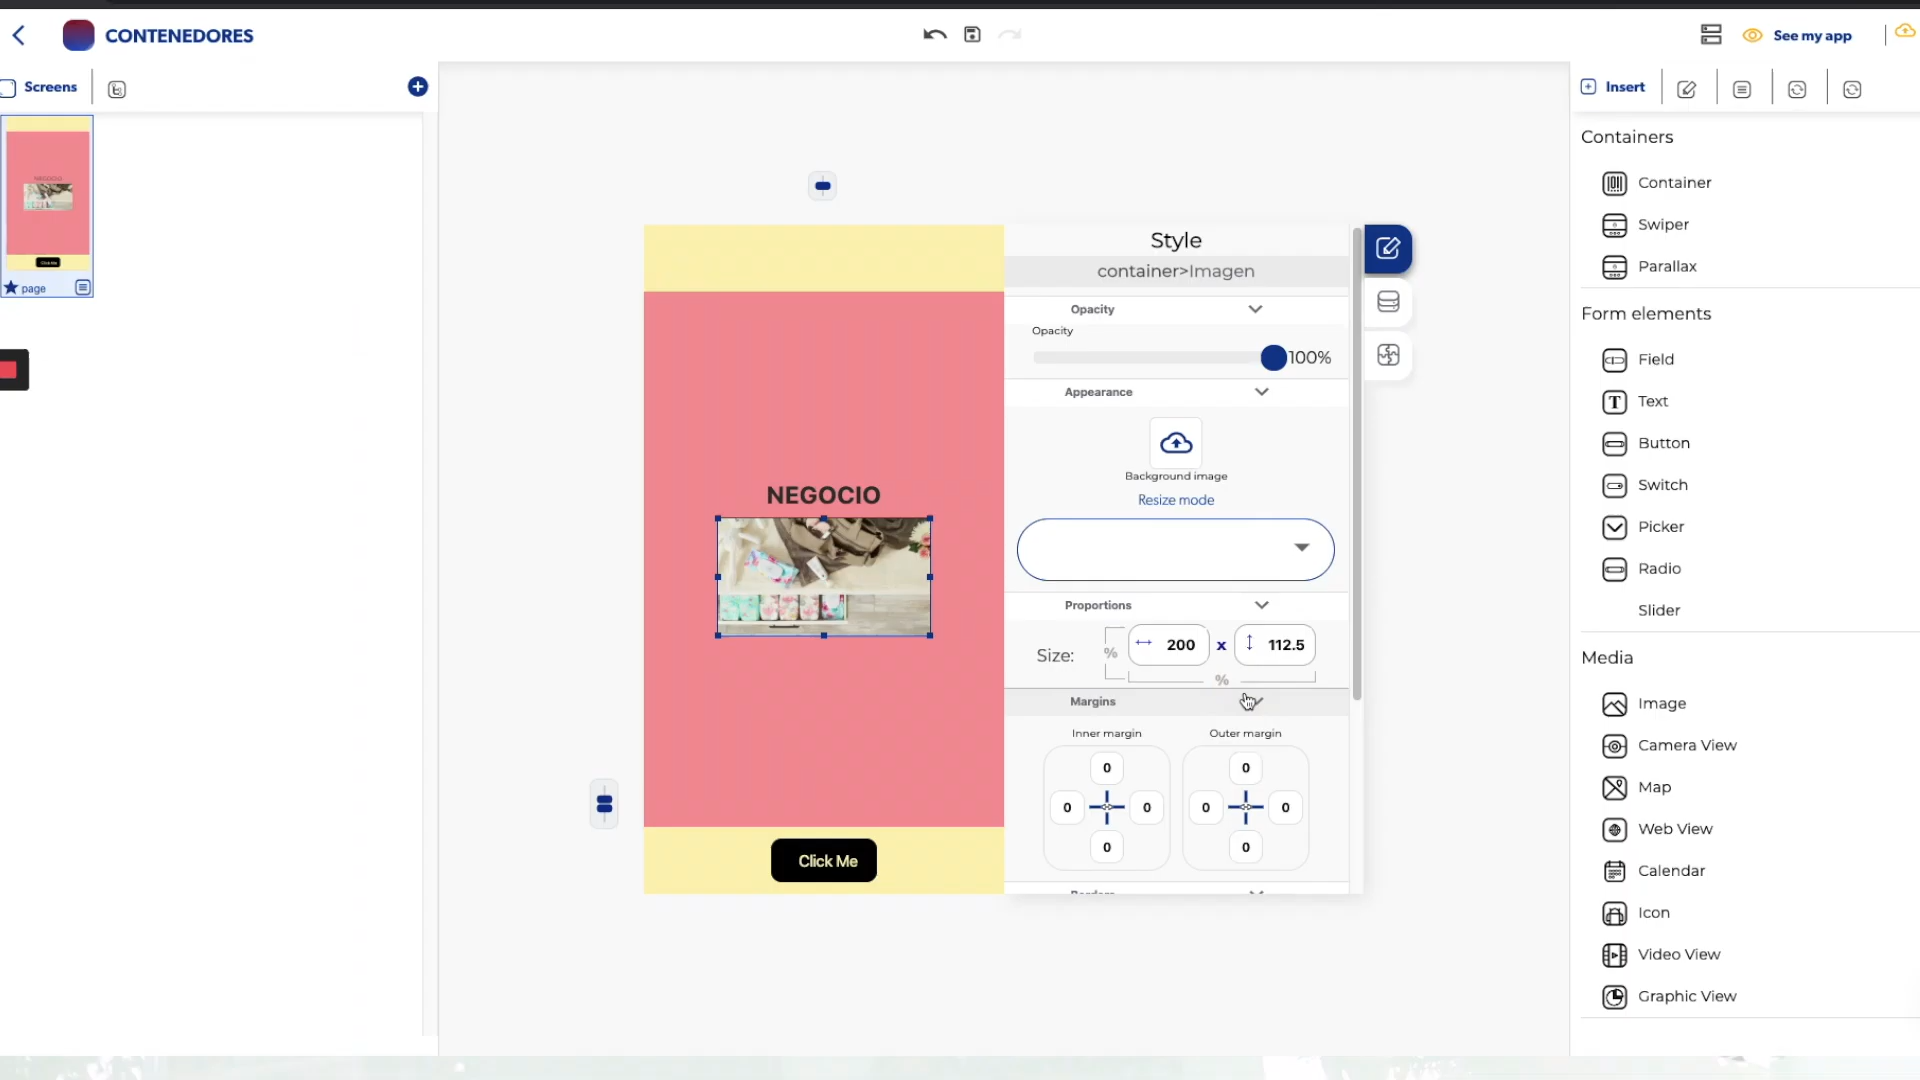 CONTENEDORES
See my app
Screens
Insert
NEGOCIO
page
Containers
Container
Swiper
Parallax
Form elements
Field
Text
Button
Switch
Picker
Radio
Slider
Media
Image
Camera View
Map
Web View
Calendar
Icon
Video View
Graphic View
Style
container>Imagen
Opacity
Opacity
100%
Appearance
Background image
Resize mode
Proportions
Size: % 200 x 112.5
%
Margins
Inner margin Outer margin
0 0
0 0 0 0
0 0
Borders
NEGOCIO
Click Me